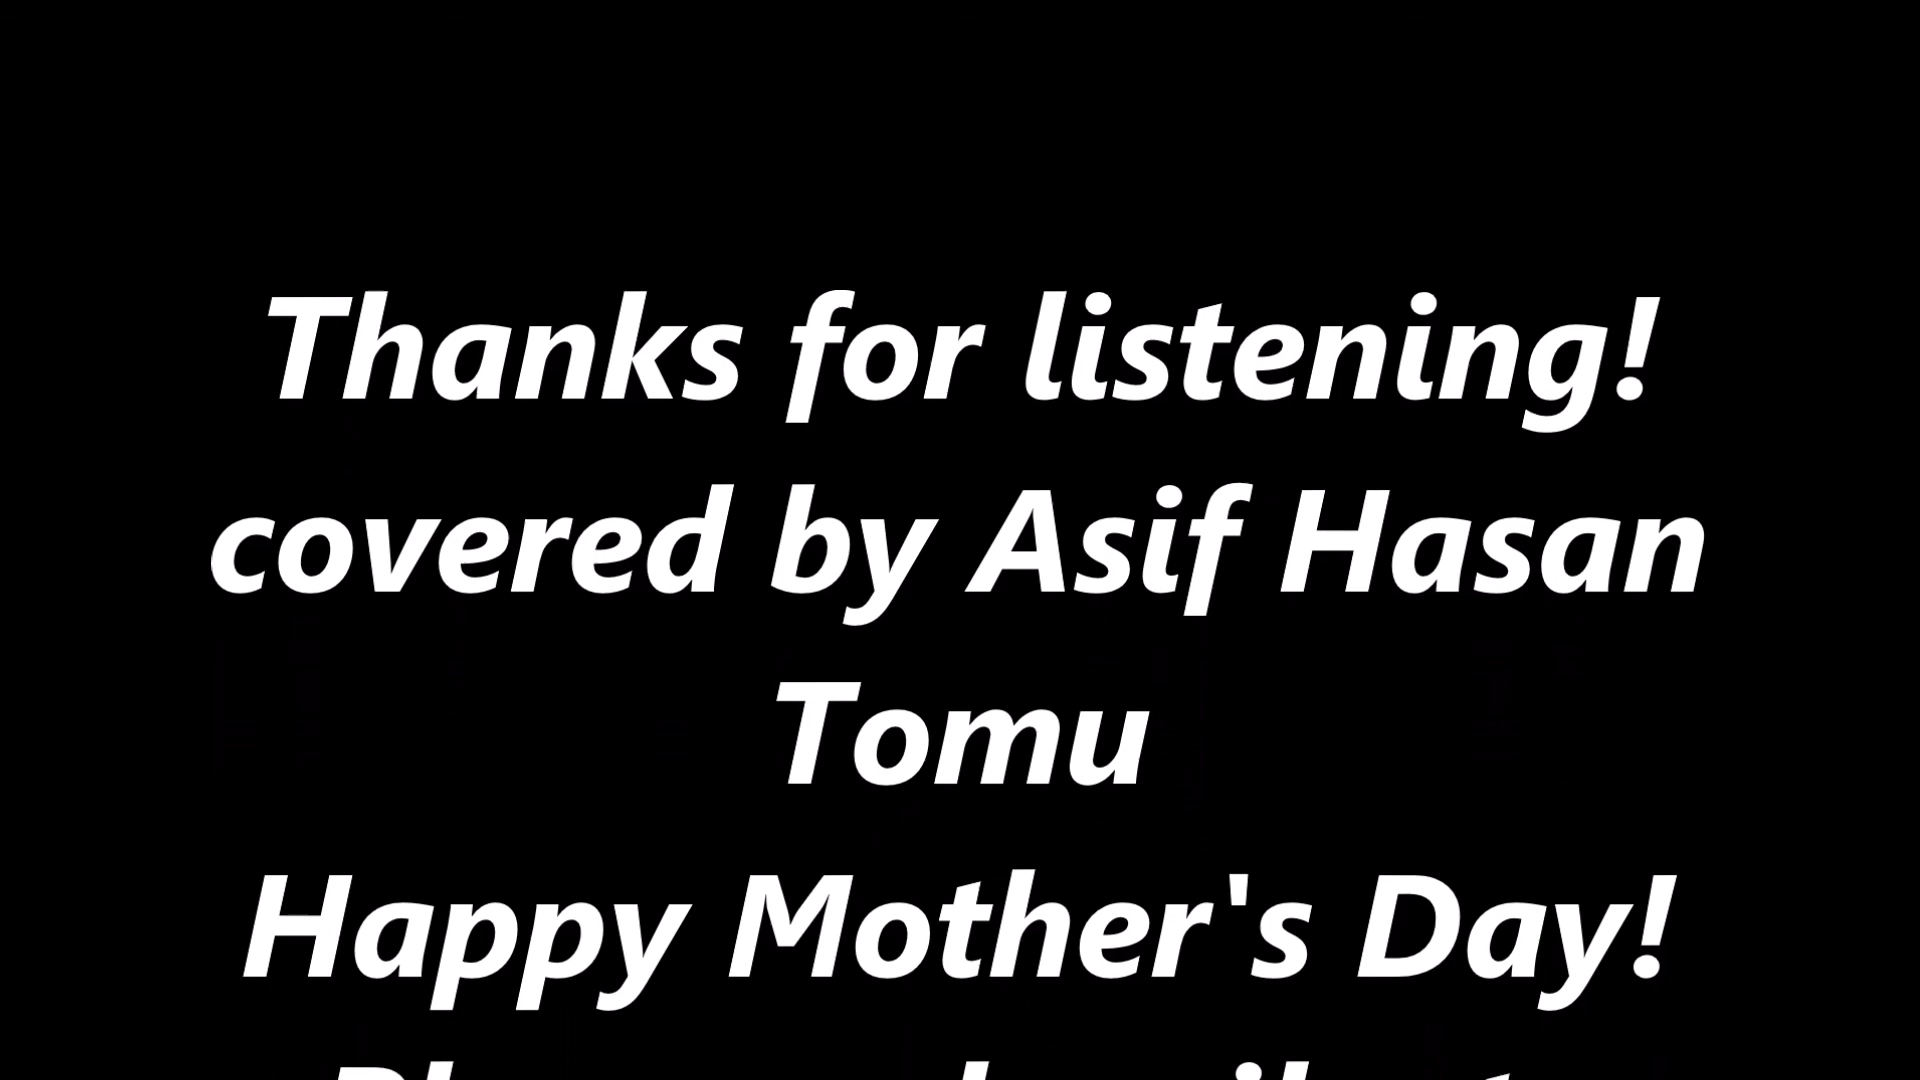 Thanks for listening!
covered by Asif Hasan
Tomu
Happy Mother's Day!